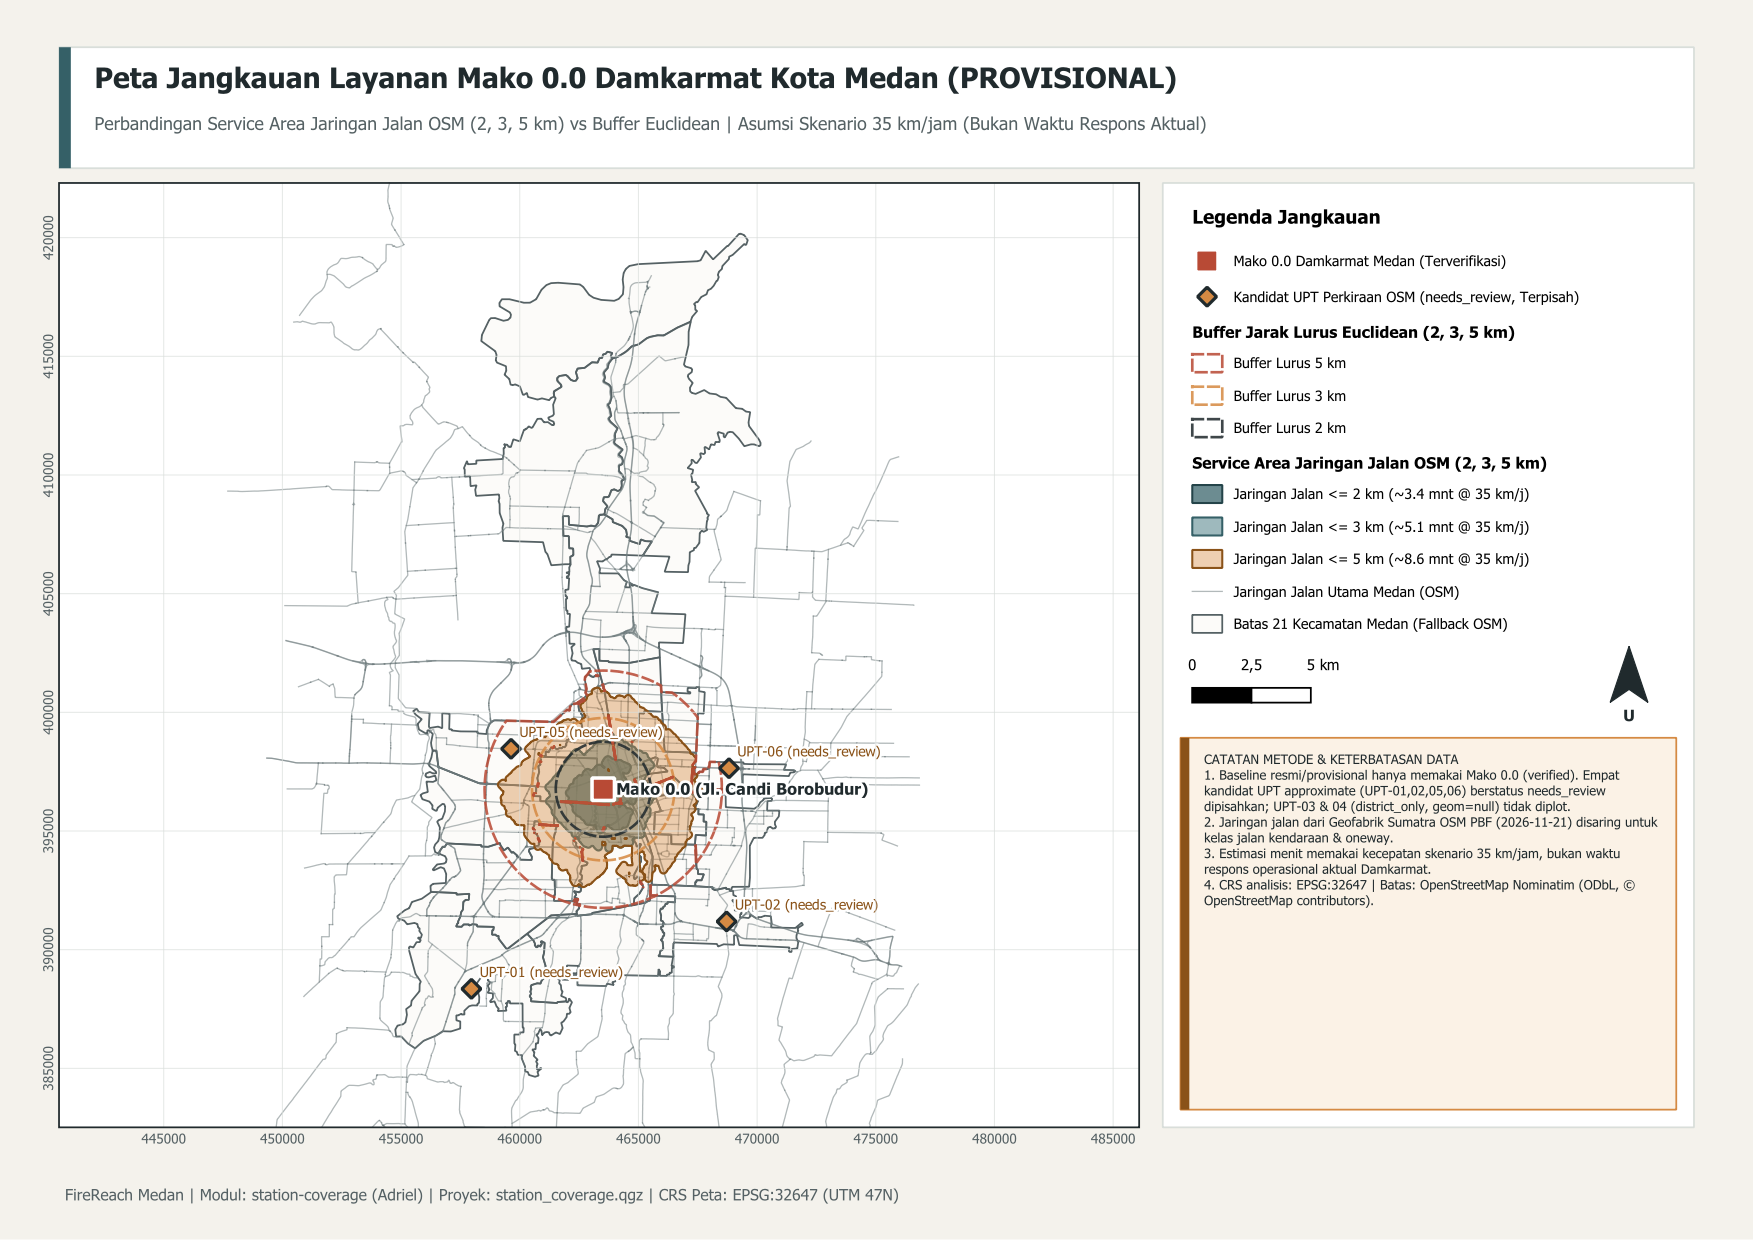 Peta Jangkauan Layanan Mako 0.0 Damkarmat Kota Medan (PROVISIONAL)
Perbandingan Service Area Jaringan Jalan OSM (2, 3, 5 km) vs Buffer Euclidean | Asumsi Skenario 35 km/jam (Bukan Waktu Respons Aktual)
420000
415000
410000
405000
400000
395000
390000
385000
445000
450000
455000
460000
465000
470000
475000
480000
485000
UPT-05 (needs_review)
UPT-06 (needs_review)
Mako 0.0 (Jl. Candi Borobudur)
UPT-02 (needs_review)
UPT-01 (needs_review)
Legenda Jangkauan
Mako 0.0 Damkarmat Medan (Terverifikasi)
Kandidat UPT Perkiraan OSM (needs_review, Terpisah)
Buffer Jarak Lurus Euclidean (2, 3, 5 km)
Buffer Lurus 5 km
Buffer Lurus 3 km
Buffer Lurus 2 km
Service Area Jaringan Jalan OSM (2, 3, 5 km)
Jaringan Jalan <= 2 km (~3.4 mnt @ 35 km/j)
Jaringan Jalan <= 3 km (~5.1 mnt @ 35 km/j)
Jaringan Jalan <= 5 km (~8.6 mnt @ 35 km/j)
Jaringan Jalan Utama Medan (OSM)
Batas 21 Kecamatan Medan (Fallback OSM)
0 2,5 5 km
U
CATATAN METODE & KETERBATASAN DATA
1. Baseline resmi/provisional hanya memakai Mako 0.0 (verified). Empat
kandidat UPT approximate (UPT-01,02,05,06) berstatus needs_review
dipisahkan; UPT-03 & 04 (district_only, geom=null) tidak diplot.
2. Jaringan jalan dari Geofabrik Sumatra OSM PBF (2026-11-21) disaring untuk
kelas jalan kendaraan & oneway.
3. Estimasi menit memakai kecepatan skenario 35 km/jam, bukan waktu
respons operasional aktual Damkarmat.
4. CRS analisis: EPSG:32647 | Batas: OpenStreetMap Nominatim (ODbL, ©
OpenStreetMap contributors).
FireReach Medan | Modul: station-coverage (Adriel) | Proyek: station_coverage.qgz | CRS Peta: EPSG:32647 (UTM 47N)